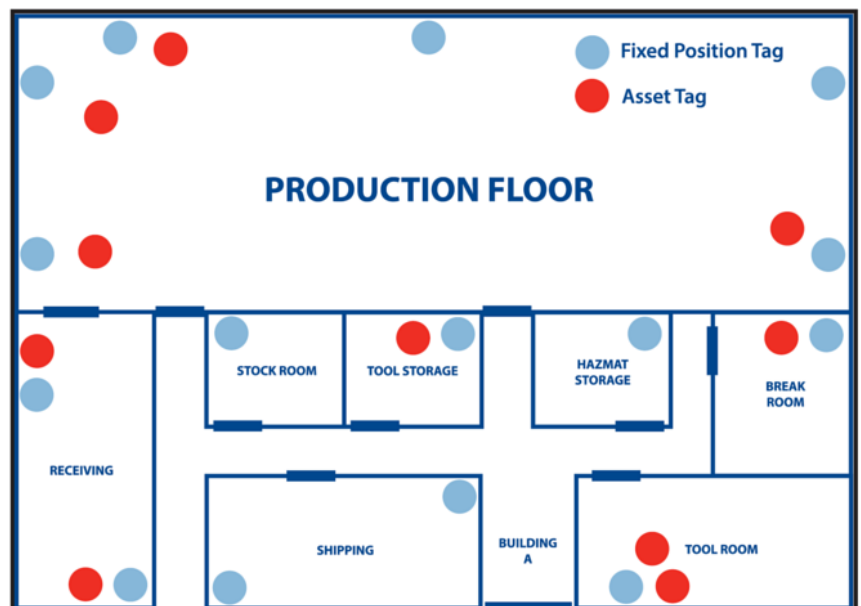 Fixed Position Tag
Asset Tag
PRODUCTION FLOOR
STOCK ROOM
TOOL STORAGE
HAZMAT
STORAGE
BREAK
ROOM
RECEIVING
SHIPPING
BUILDING
A
TOOL ROOM